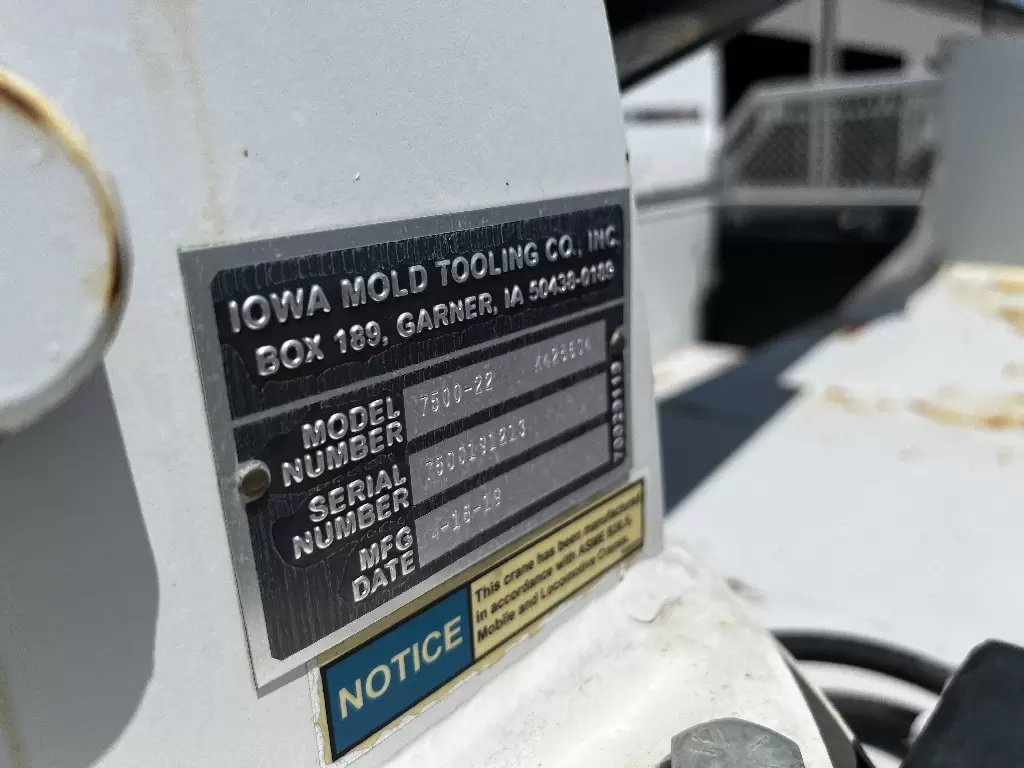 IOWA MOLD TOOLING CO., INC.
BOX 189, GARNER, IA 50438-0189
MODEL NUMBER 7500-22
SERIAL NUMBER 7500191213
MFG DATE 4-16-19
70029119
NOTICE
This crane has been manufactured
in accordance with ASME B30.5,
Mobile and Locomotive Cranes.